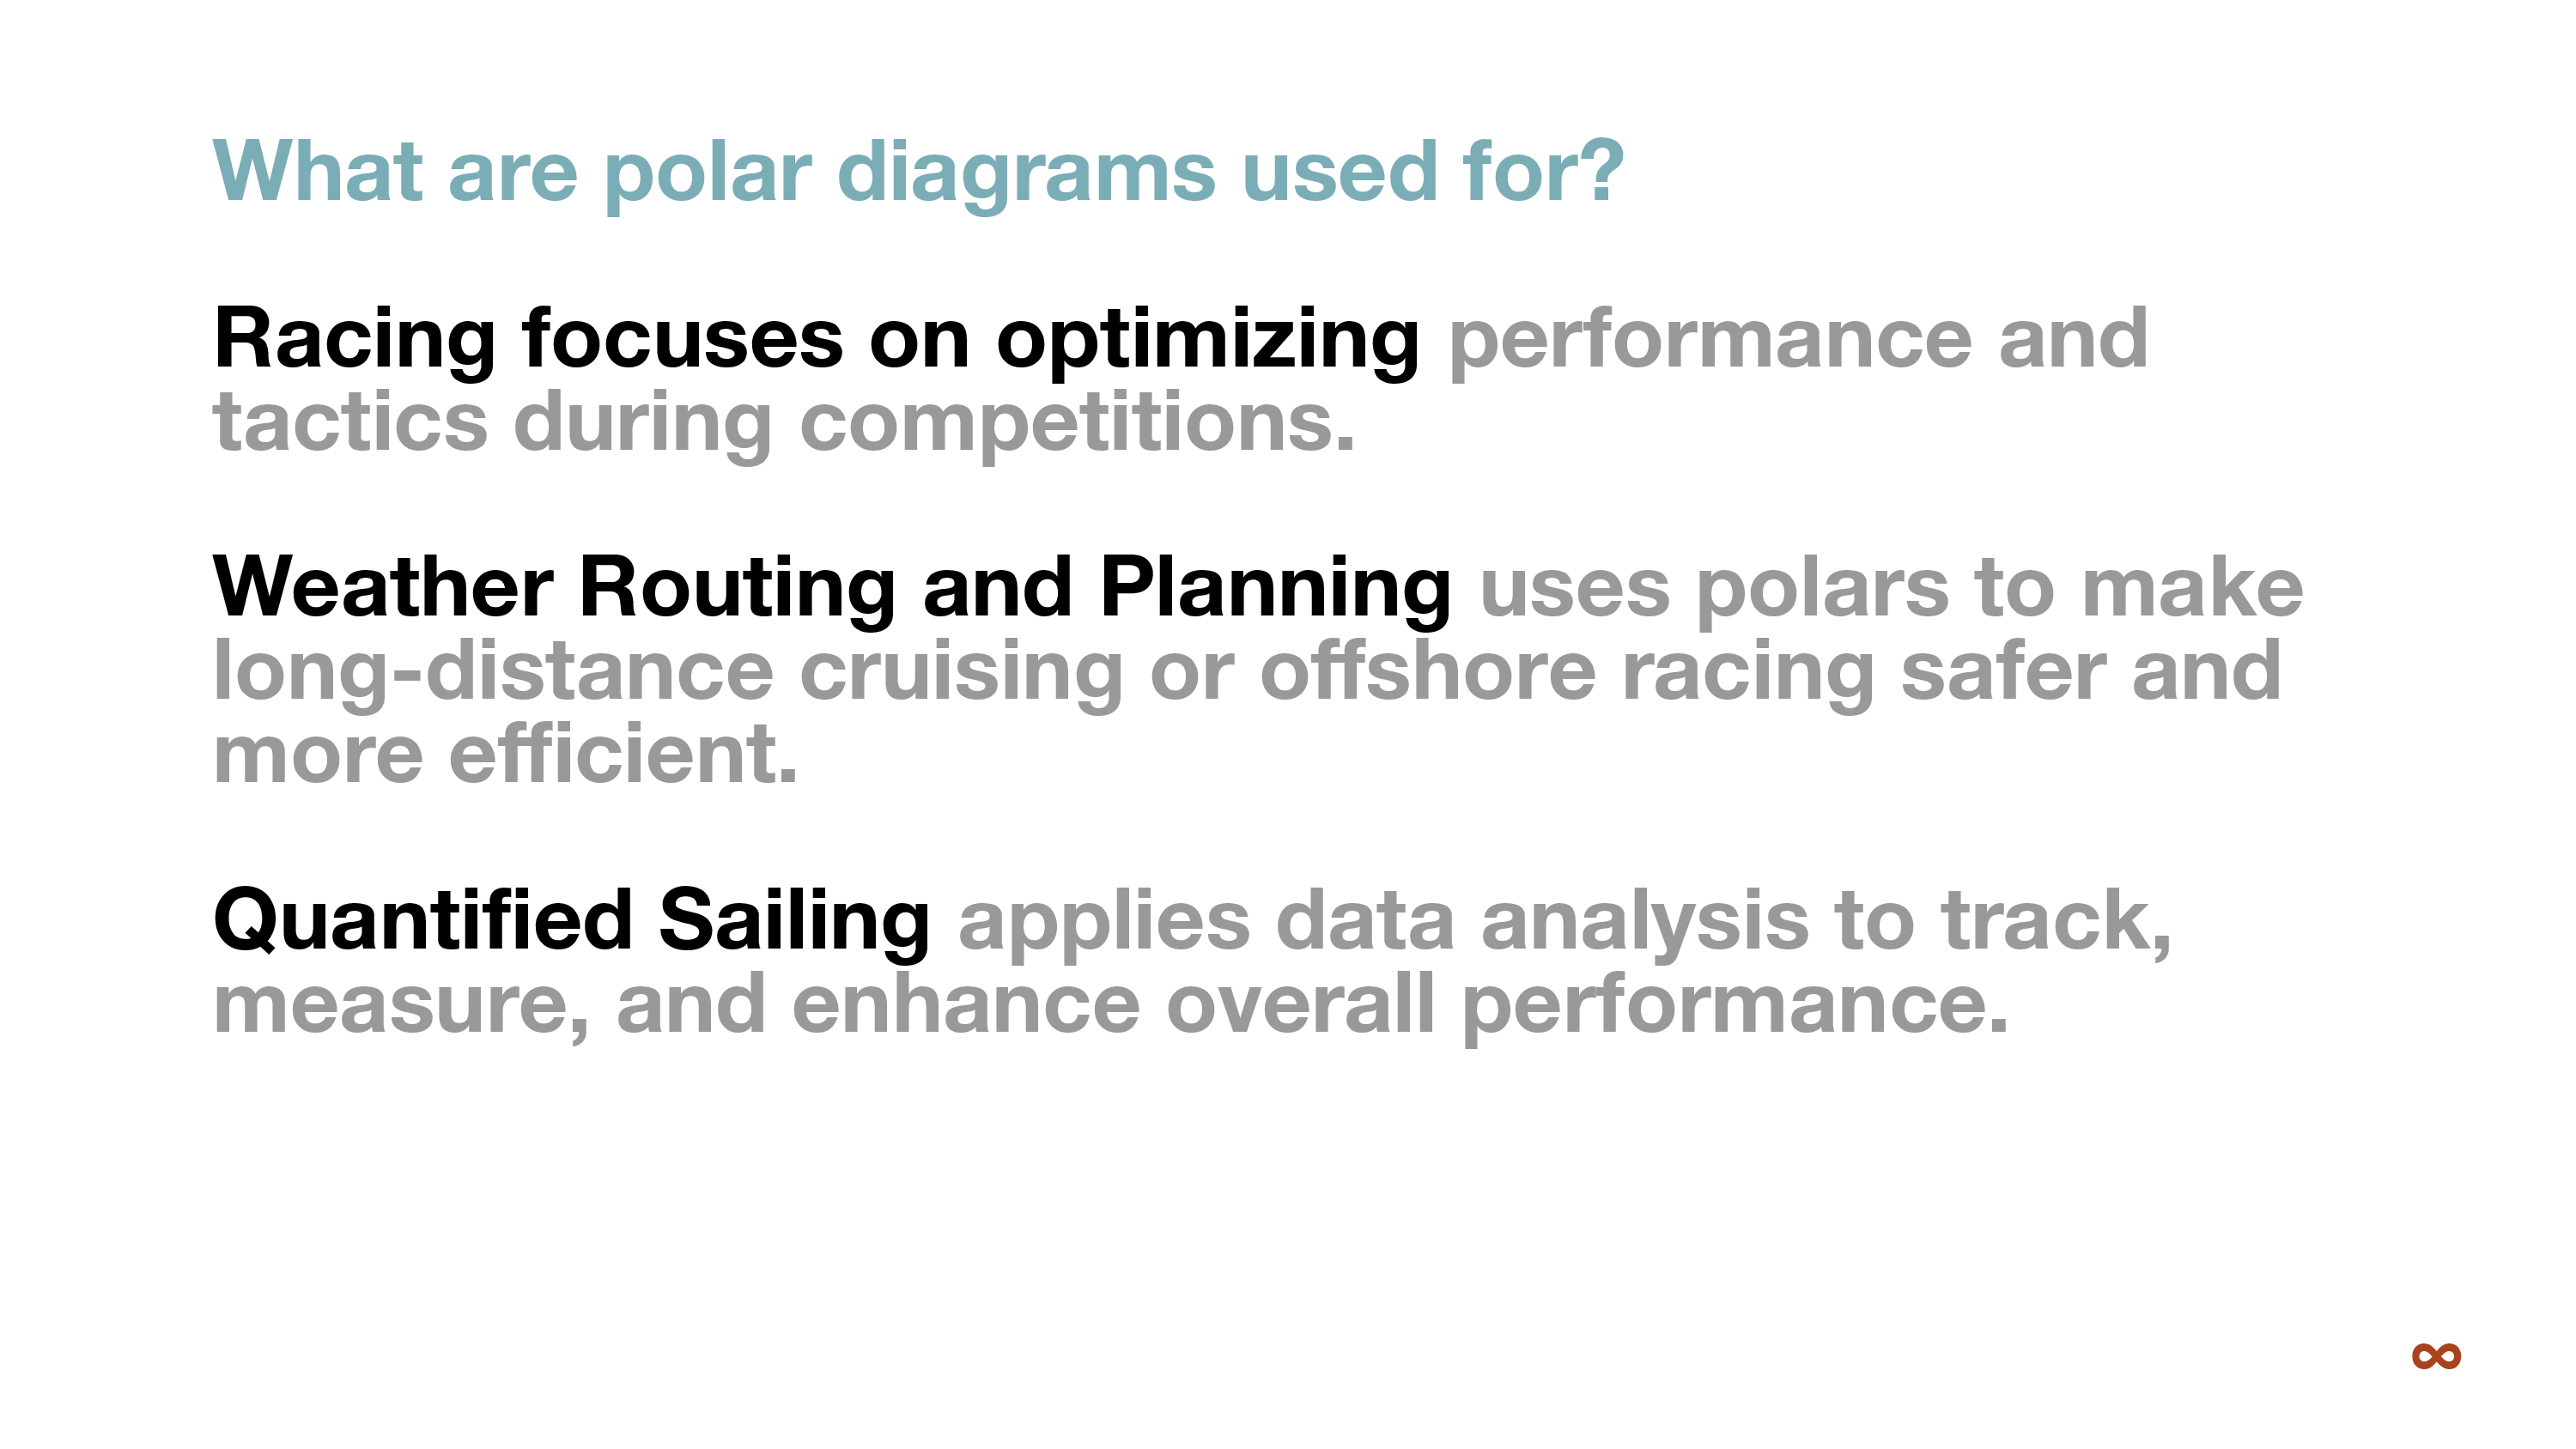 What are polar diagrams used for?
Racing focuses on optimizing performance and
tactics during competitions.
Weather Routing and Planning uses polars to make
long-distance cruising or offshore racing safer and
more efficient.
Quantified Sailing applies data analysis to track,
measure, and enhance overall performance.
∞